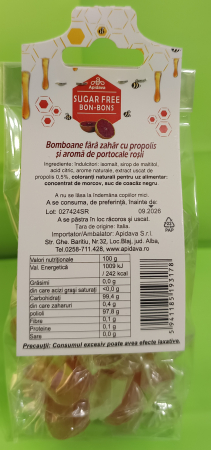 Apidava
SUGAR FREE
BON-BONS
Bomboane fără zahăr cu propolis
și aromă de portocale roșii
Ingrediente: îndulcitori: isomalt, sirop de maltitol,
acid citric, arome naturale, extract uscat de
propolis 0,5%, coloranți naturali pentru uz alimentar:
concentrat de morcov, suc de coacăz negru.
A nu se lăsa la îndemâna copiilor mici.
A se consuma, de preferință, înainte de:
Lot: 027424SR 09.2026
A se păstra în loc răcoros și uscat.
Țara de origine: Italia.
Importator/Ambalator: Apidava S.r.l.
Str. Ghe. Barițiu, Nr.32, Loc.Blaj, jud. Alba,
Tel.0258-711.428, www.apidava.ro
Valori nutriționale 100 g
Val. Energetică 1009 kJ
/ 242 kcal
Grăsimi 0,0 g
din care acizi grași saturați <0,0 g
Carbohidrați 99,4 g
din care zaharuri 0,4 g
polioli 97,8 g
Fibre 0,1 g
Proteine 0,1 g
Sare 0,0 g
5941185193178
Precauții: Consumul excesiv poate avea efecte laxative.